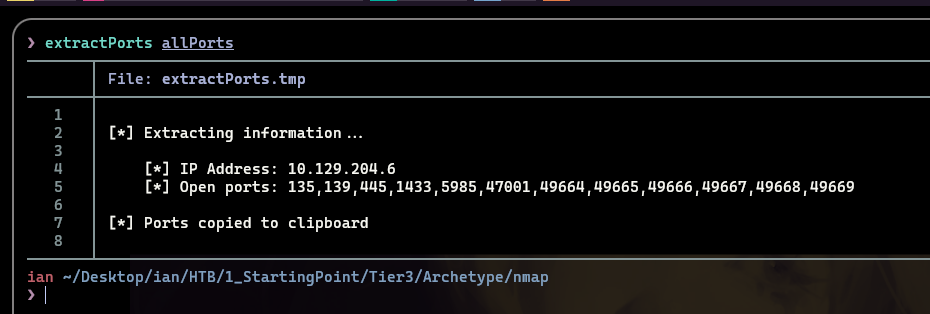 ❯ extractPorts allPorts
File: extractPorts.tmp
1
2 [*] Extracting information...
3
4 [*] IP Address: 10.129.204.6
5 [*] Open ports: 135,139,445,1433,5985,47001,49664,49665,49666,49667,49668,49669
6
7 [*] Ports copied to clipboard
8
ian ~/Desktop/ian/HTB/1_StartingPoint/Tier3/Archetype/nmap
❯